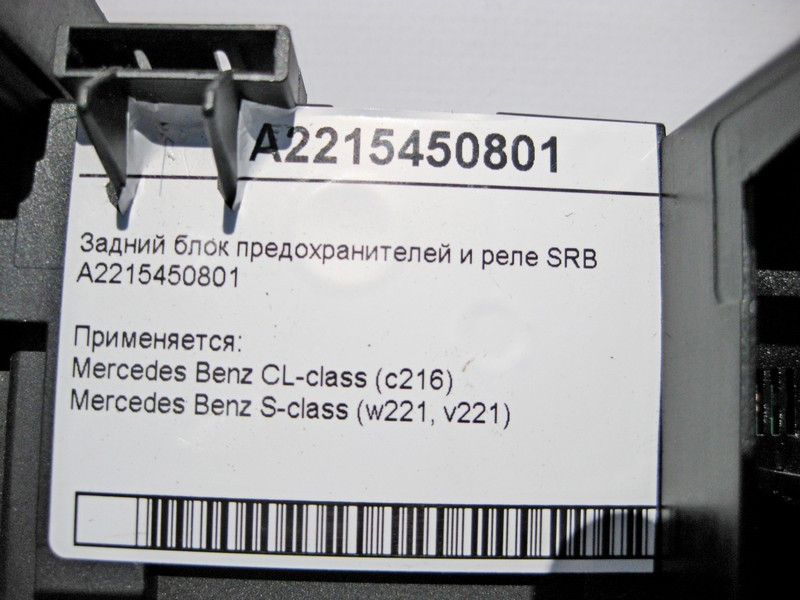 A2215450801
Задний блок предохранителей и реле SRB
A2215450801
Применяется:
Mercedes Benz CL-class (c216)
Mercedes Benz S-class (w221, v221)